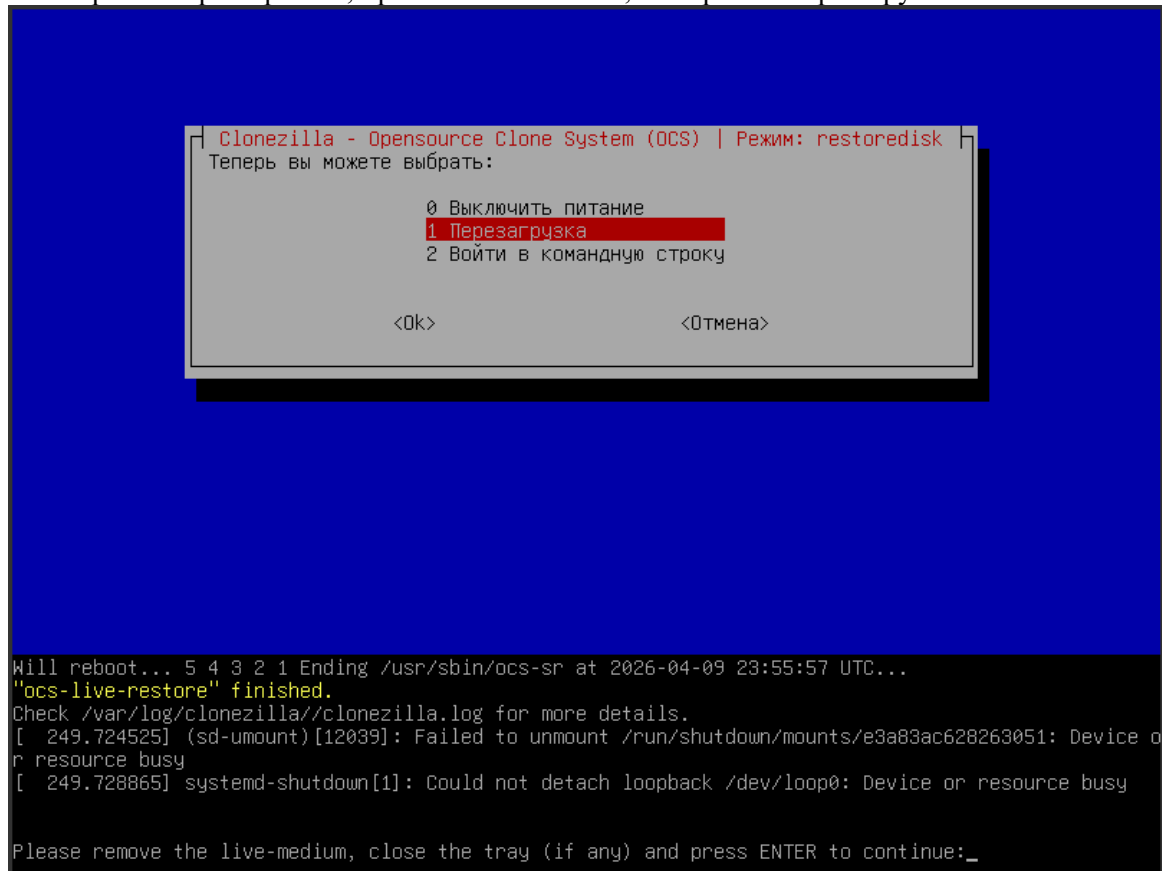 Clonezilla - Opensource Clone System (OCS) | Режим: restoredisk
Теперь вы можете выбрать:
0 Выключить питание
1 Перезагрузка
2 Войти в командную строку
<Ok> <Отмена>
Will reboot... 5 4 3 2 1 Ending /usr/sbin/ocs-sr at 2026-04-09 23:55:57 UTC...
"ocs-live-restore" finished.
Check /var/log/clonezilla//clonezilla.log for more details.
[  249.724525] (sd-umount)[12039]: Failed to unmount /run/shutdown/mounts/e3a83ac628263051: Device o
r resource busy
[  249.728865] systemd-shutdown[1]: Could not detach loopback /dev/loop0: Device or resource busy
Please remove the live-medium, close the tray (if any) and press ENTER to continue:_